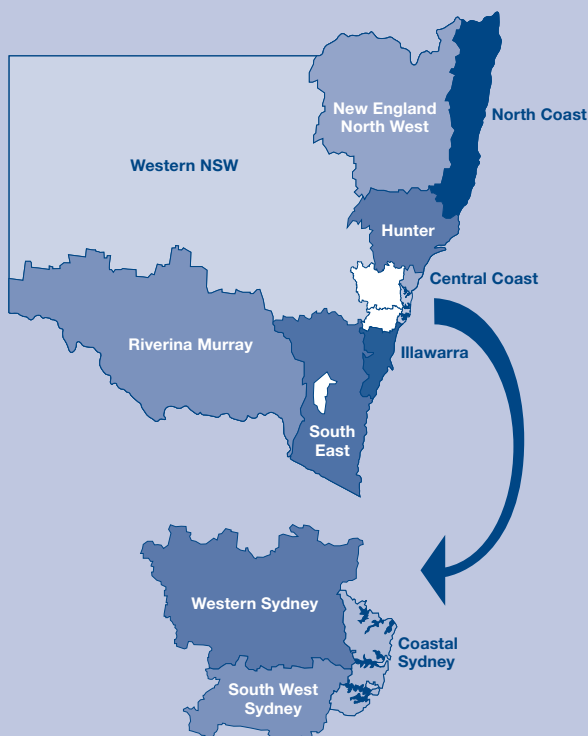 New England
North West
North Coast
Western NSW
Hunter
Central Coast
Riverina Murray
Illawarra
South
East
Western Sydney
Coastal
Sydney
South West
Sydney